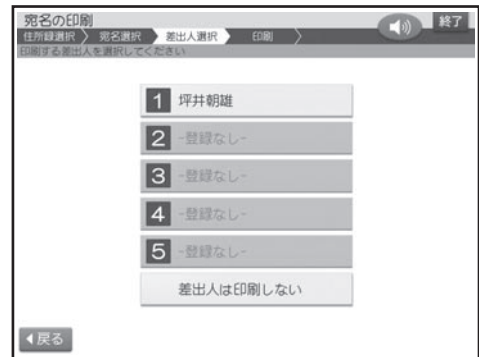 宛名の印刷
終了
住所録選択 〉 宛名選択 差出人選択 印刷 〉
印刷する差出人を選択してください
1 坪井朝雄
2 -登録なし-
3 -登録なし-
4 -登録なし-
5 -登録なし-
差出人は印刷しない
戻る